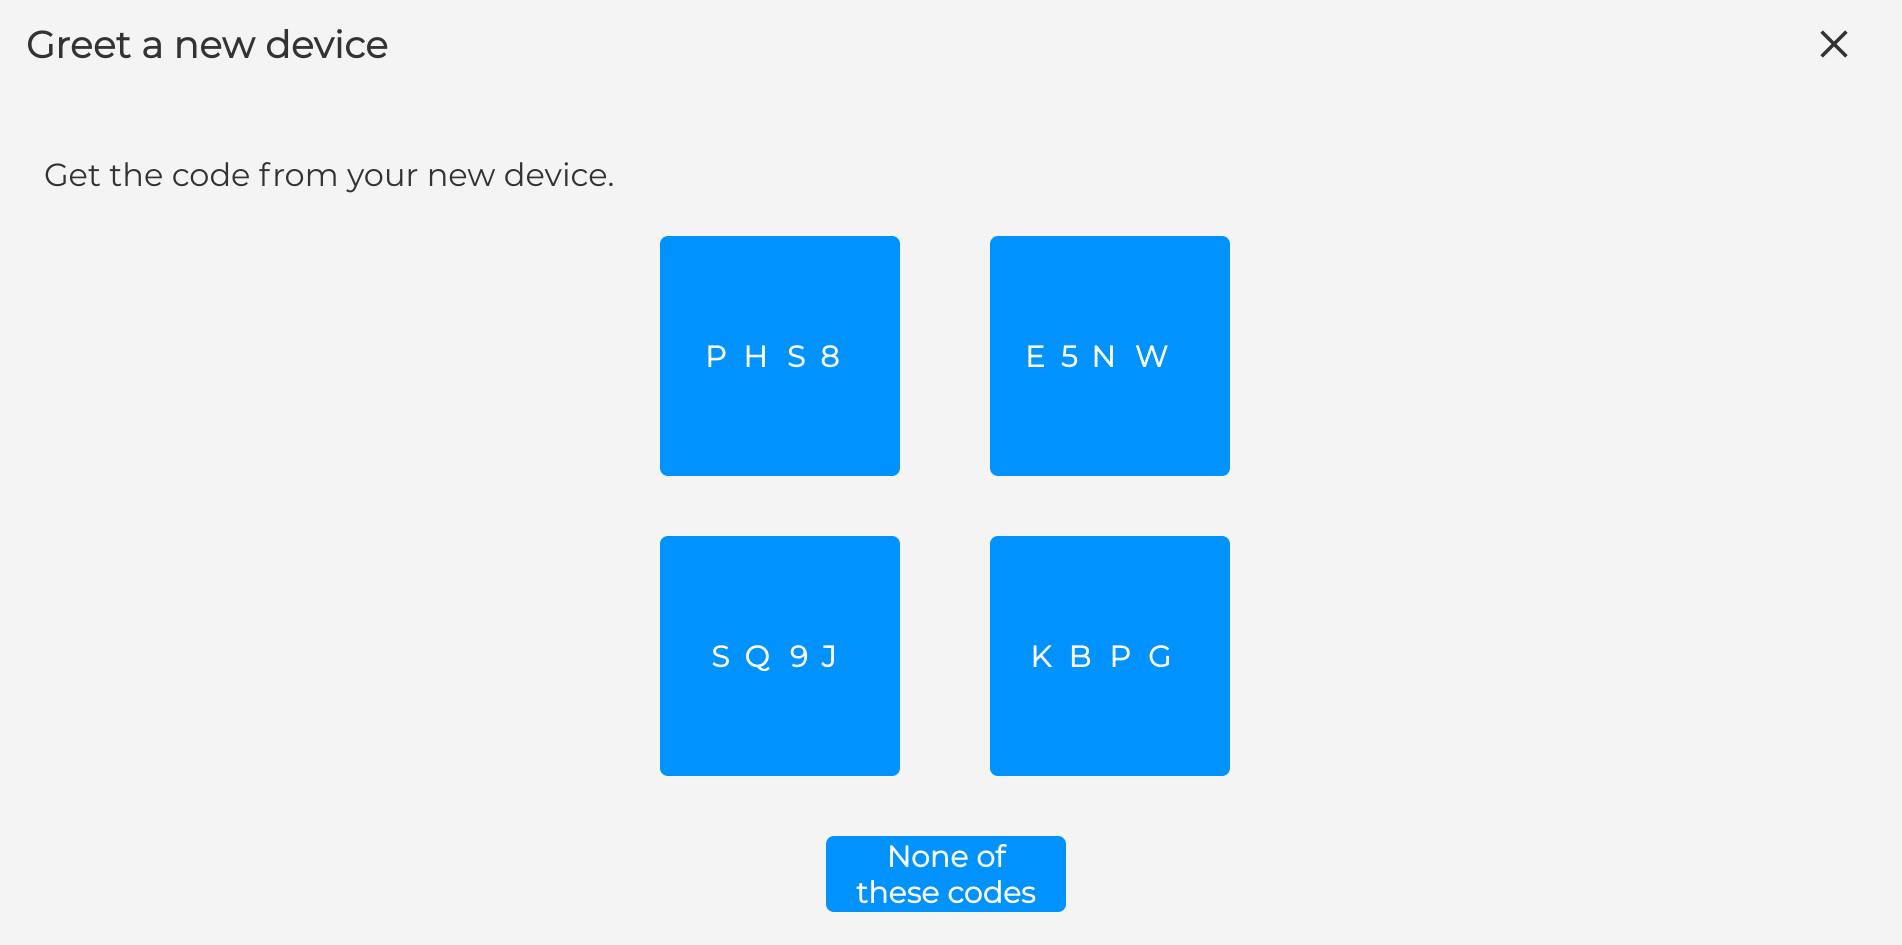 Greet a new device
Get the code from your new device.
PHS8
E5NW
SQ9J
KBPG
None of
these codes